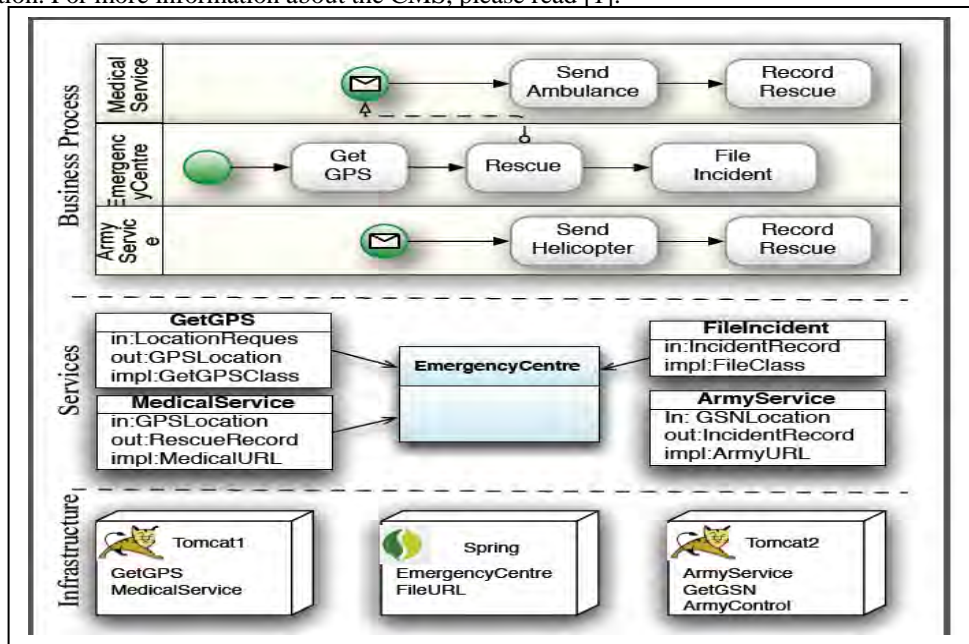 tion. For more information about the CMS, please read [1].
Business Process
Medical
Service
Send
Ambulance
Record
Rescue
Emergenc
yCentre
Get
GPS
Rescue
File
Incident
Army
Servic
e
Send
Helicopter
Record
Rescue
Services
GetGPS
in:LocationReques
out:GPSLocation
impl:GetGPSClass
MedicalService
in:GPSLocation
out:RescueRecord
impl:MedicalURL
EmergencyCentre
FileIncident
in:IncidentRecord
impl:FileClass
ArmyService
In: GSNLocation
out:IncidentRecord
impl:ArmyURL
Infrastructure
Tomcat1
GetGPS
MedicalService
Spring
EmergencyCentre
FileURL
Tomcat2
ArmyService
GetGSN
ArmyControl